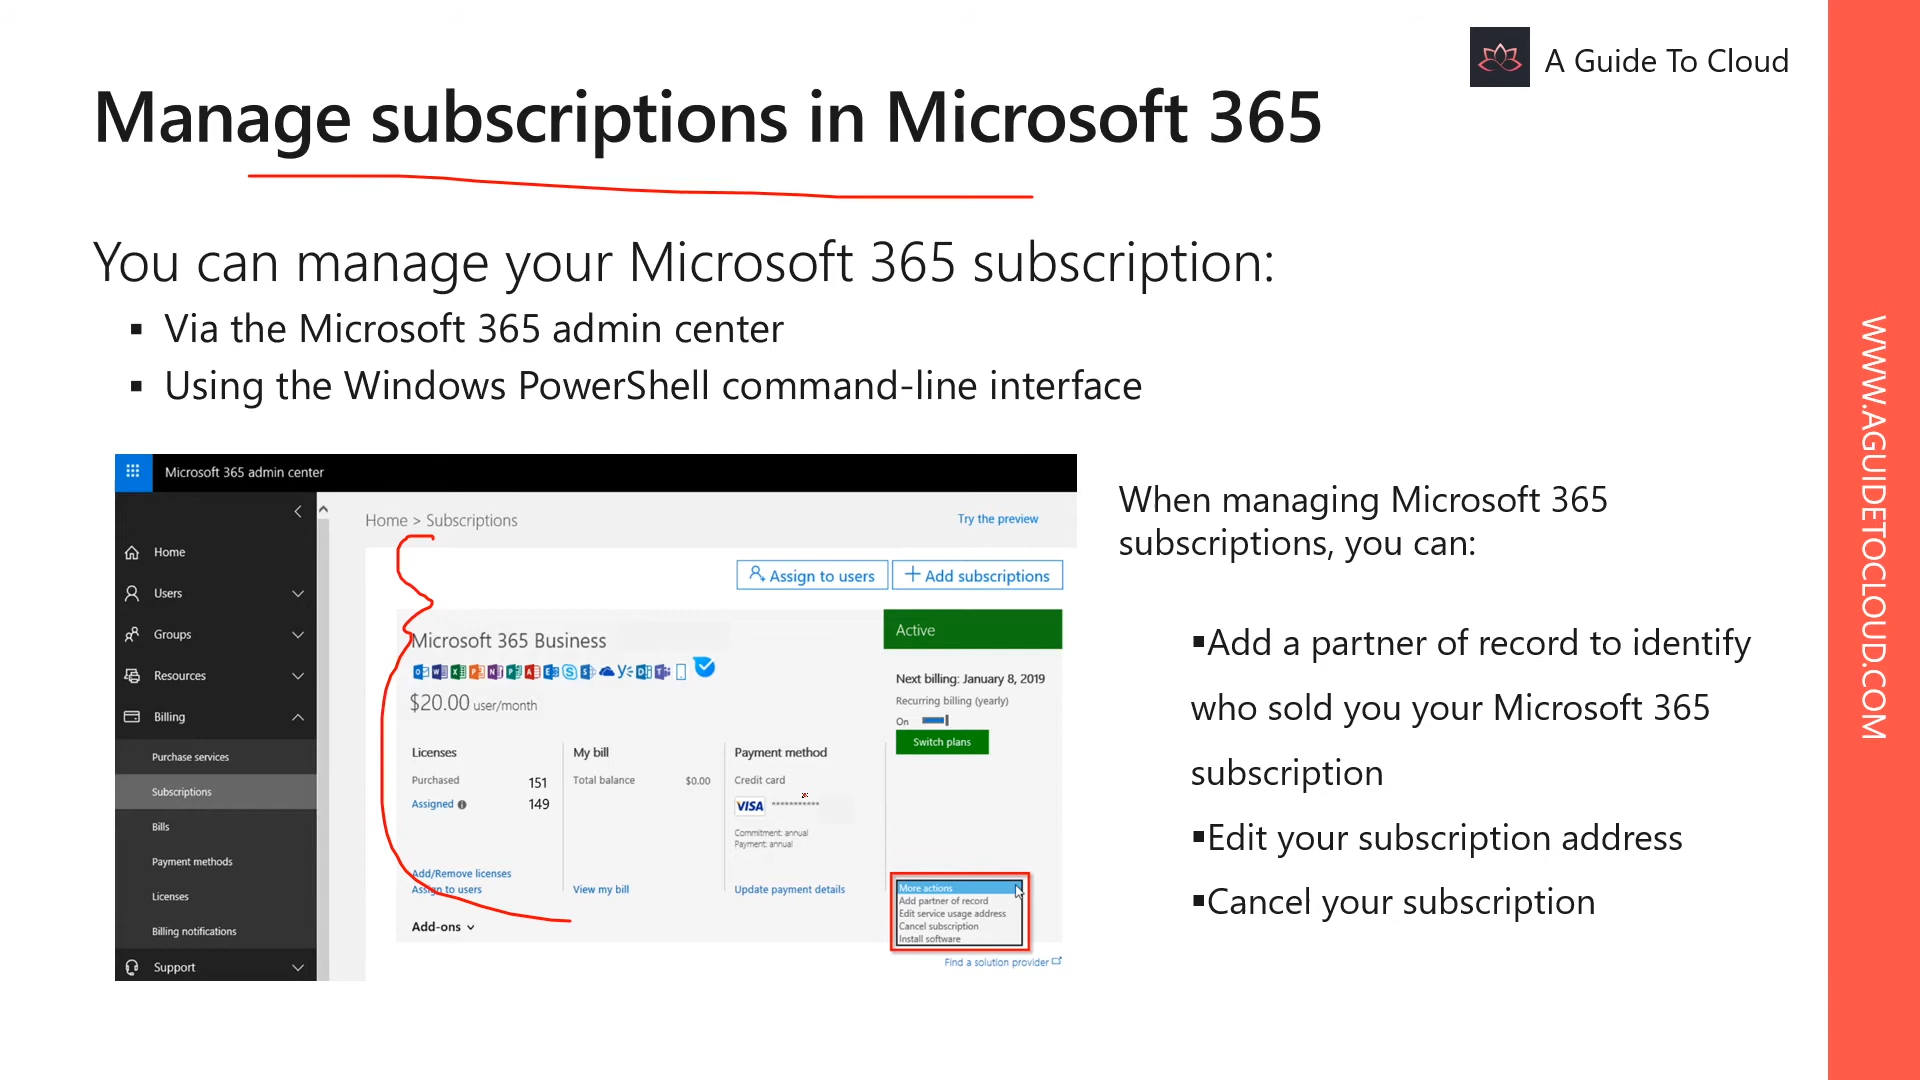 A Guide To Cloud
Manage subscriptions in Microsoft 365
You can manage your Microsoft 365 subscription:
▪ Via the Microsoft 365 admin center
▪ Using the Windows PowerShell command-line interface
Microsoft 365 admin center
Home
Users
Groups
Resources
Billing
Purchase services
Subscriptions
Bills
Payment methods
Licenses
Billing notifications
Support
Home > Subscriptions
Try the preview
Assign to users
Add subscriptions
Microsoft 365 Business
$20.00 user/month
Active
Next billing: January 8, 2019
Recurring billing (yearly)
On
Switch plans
Licenses
Purchased 151
Assigned 149
Add/Remove licenses
Assign to users
My bill
Total balance $0.00
View my bill
Payment method
Credit card
VISA ***********
Commitment: annual
Payment: annual
Update payment details
More actions
Add partner of record
Edit service usage address
Cancel subscription
Install software
Add-ons
Find a solution provider
When managing Microsoft 365
subscriptions, you can:
▪Add a partner of record to identify
who sold you your Microsoft 365
subscription
▪Edit your subscription address
▪Cancel your subscription
WWW.AGUIDETOCLOUD.COM